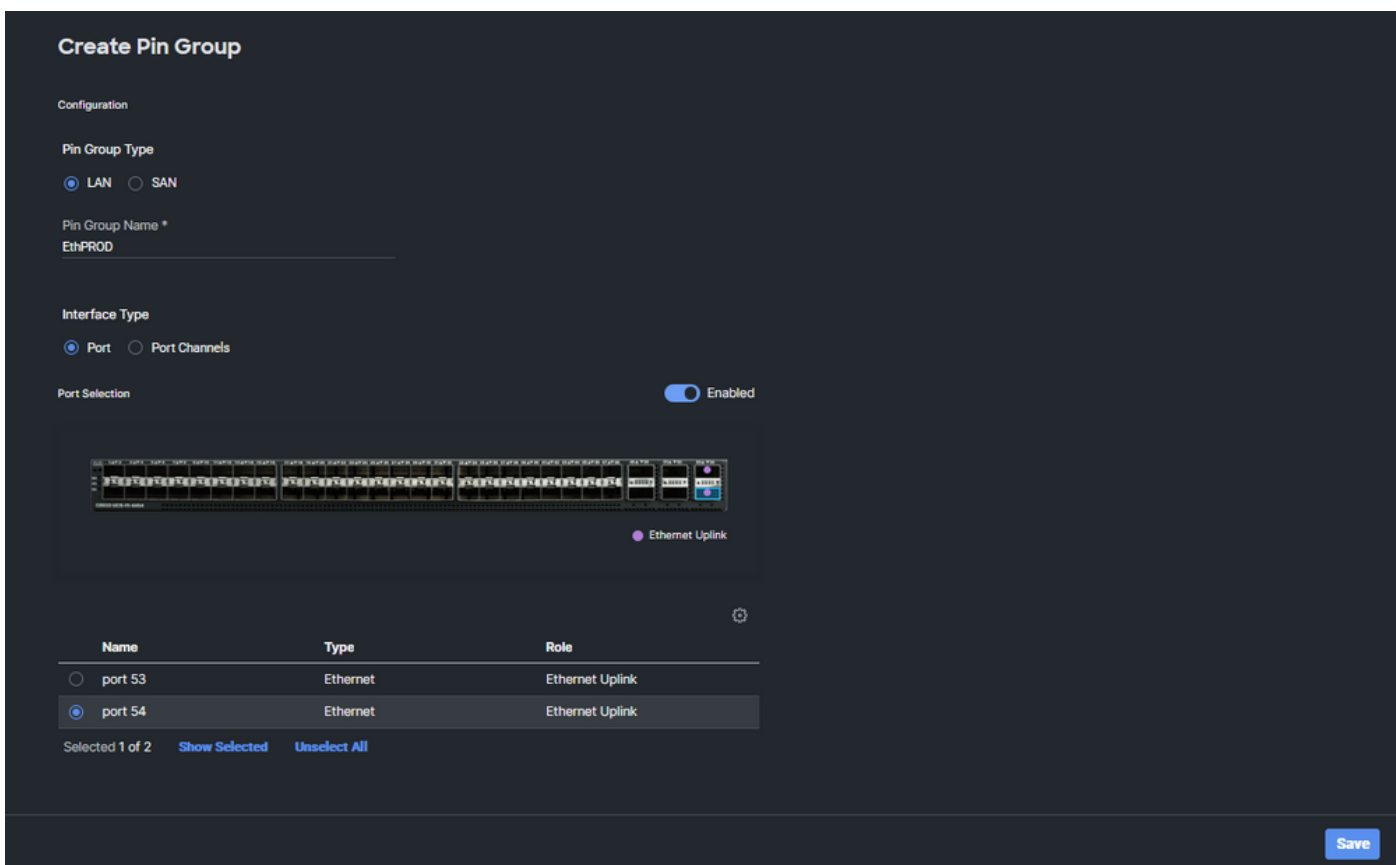 Create Pin Group
Configuration
Pin Group Type
LAN SAN
Pin Group Name *
EthPROD
Interface Type
Port Port Channels
Port Selection Enabled
Ethernet Uplink
Name Type Role
port 53 Ethernet Ethernet Uplink
port 54 Ethernet Ethernet Uplink
Selected 1 of 2 Show Selected Unselect All
Save